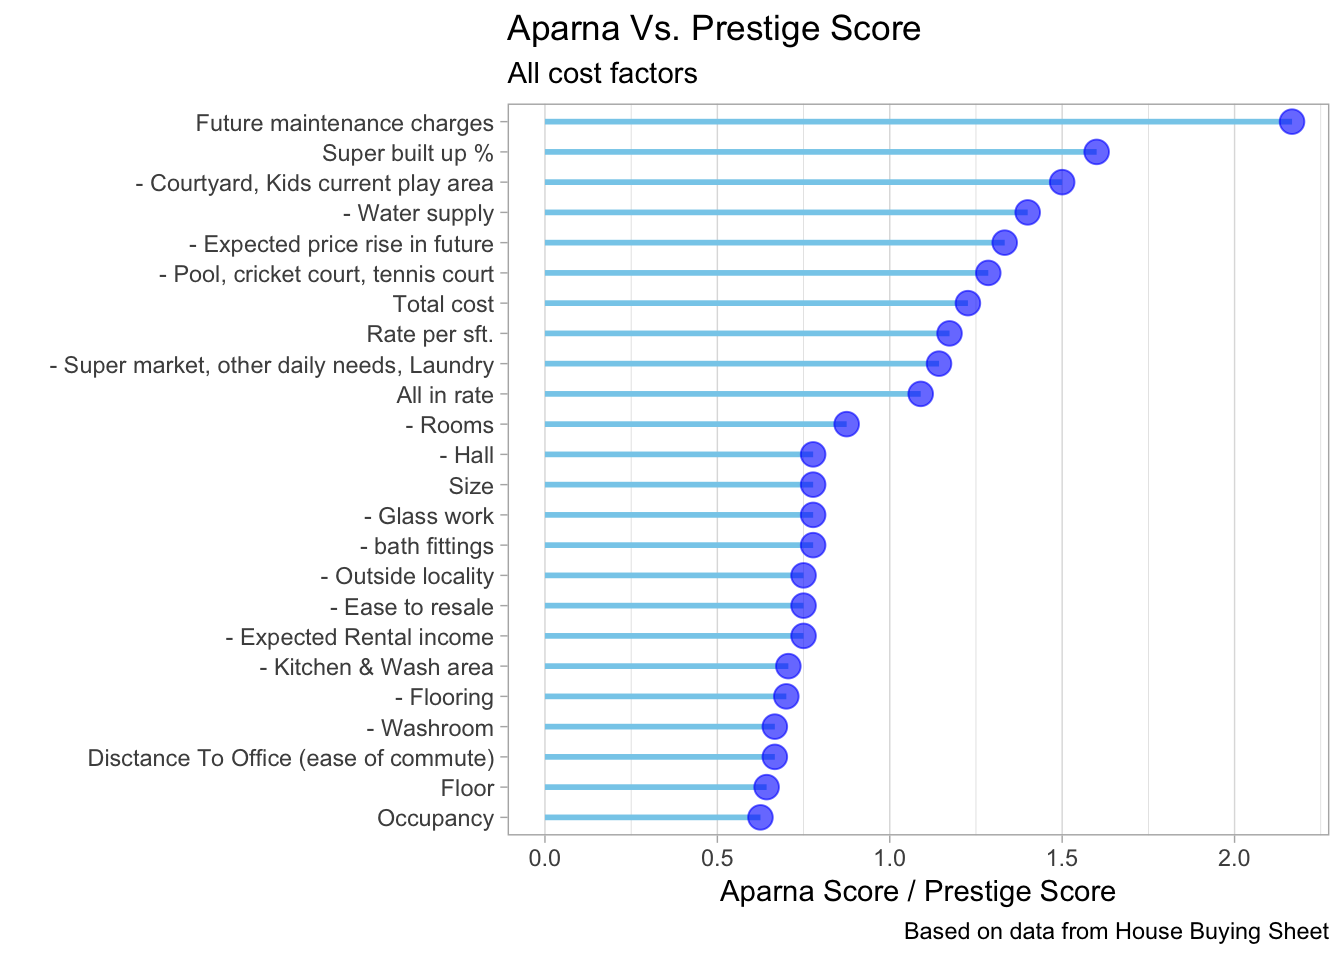 Aparna Vs. Prestige Score
All cost factors
Future maintenance charges
Super built up %
- Courtyard, Kids current play area
- Water supply
- Expected price rise in future
- Pool, cricket court, tennis court
Total cost
Rate per sft.
- Super market, other daily needs, Laundry
All in rate
- Rooms
- Hall
Size
- Glass work
- bath fittings
- Outside locality
- Ease to resale
- Expected Rental income
- Kitchen & Wash area
- Flooring
- Washroom
Disctance To Office (ease of commute)
Floor
Occupancy
0.0 0.5 1.0 1.5 2.0
Aparna Score / Prestige Score
Based on data from House Buying Sheet